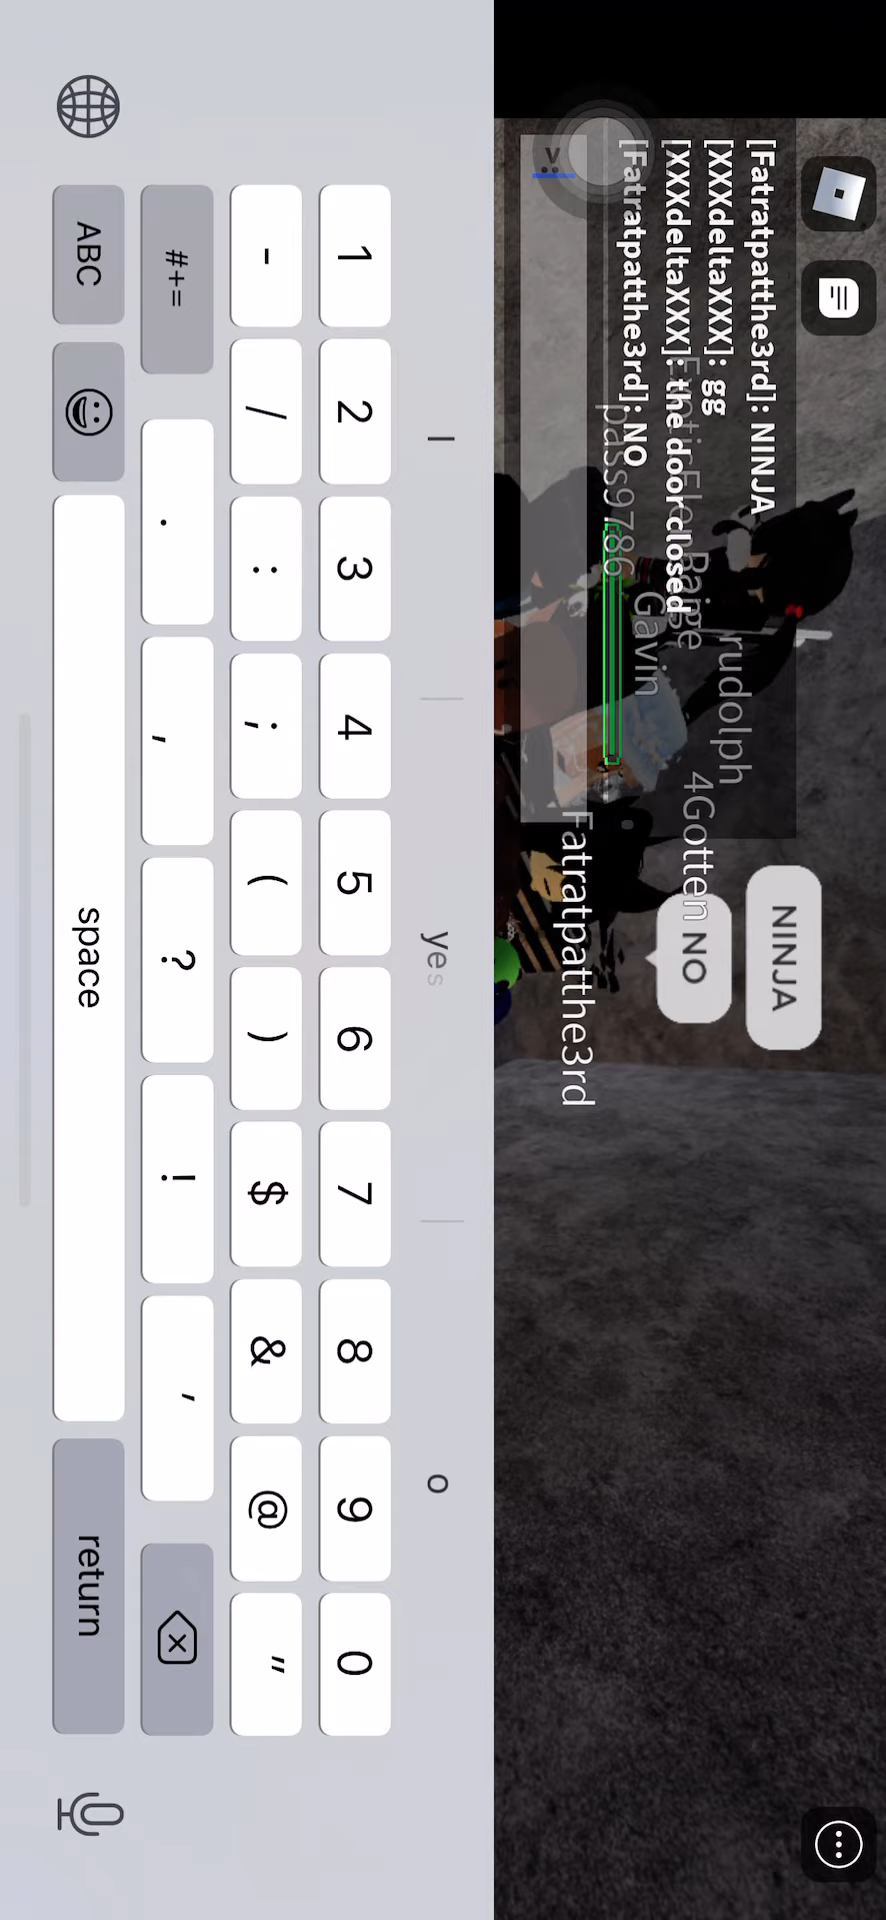 [Fatratpatthe3rd]: NINJA
[XXXdeltaXXX]: gg
[XXXdeltaXXX]: the door closed
[Fatratpatthe3rd]: NO
rudolph
Paige
Gavin
pass9786
4Gotten
Fatratpatthe3rd
NINJA
NO
I
yes
o
1 2 3 4 5 6 7 8 9 0
- / : ; ( ) $ & @ "
#+= . , ? ! '
ABC space return